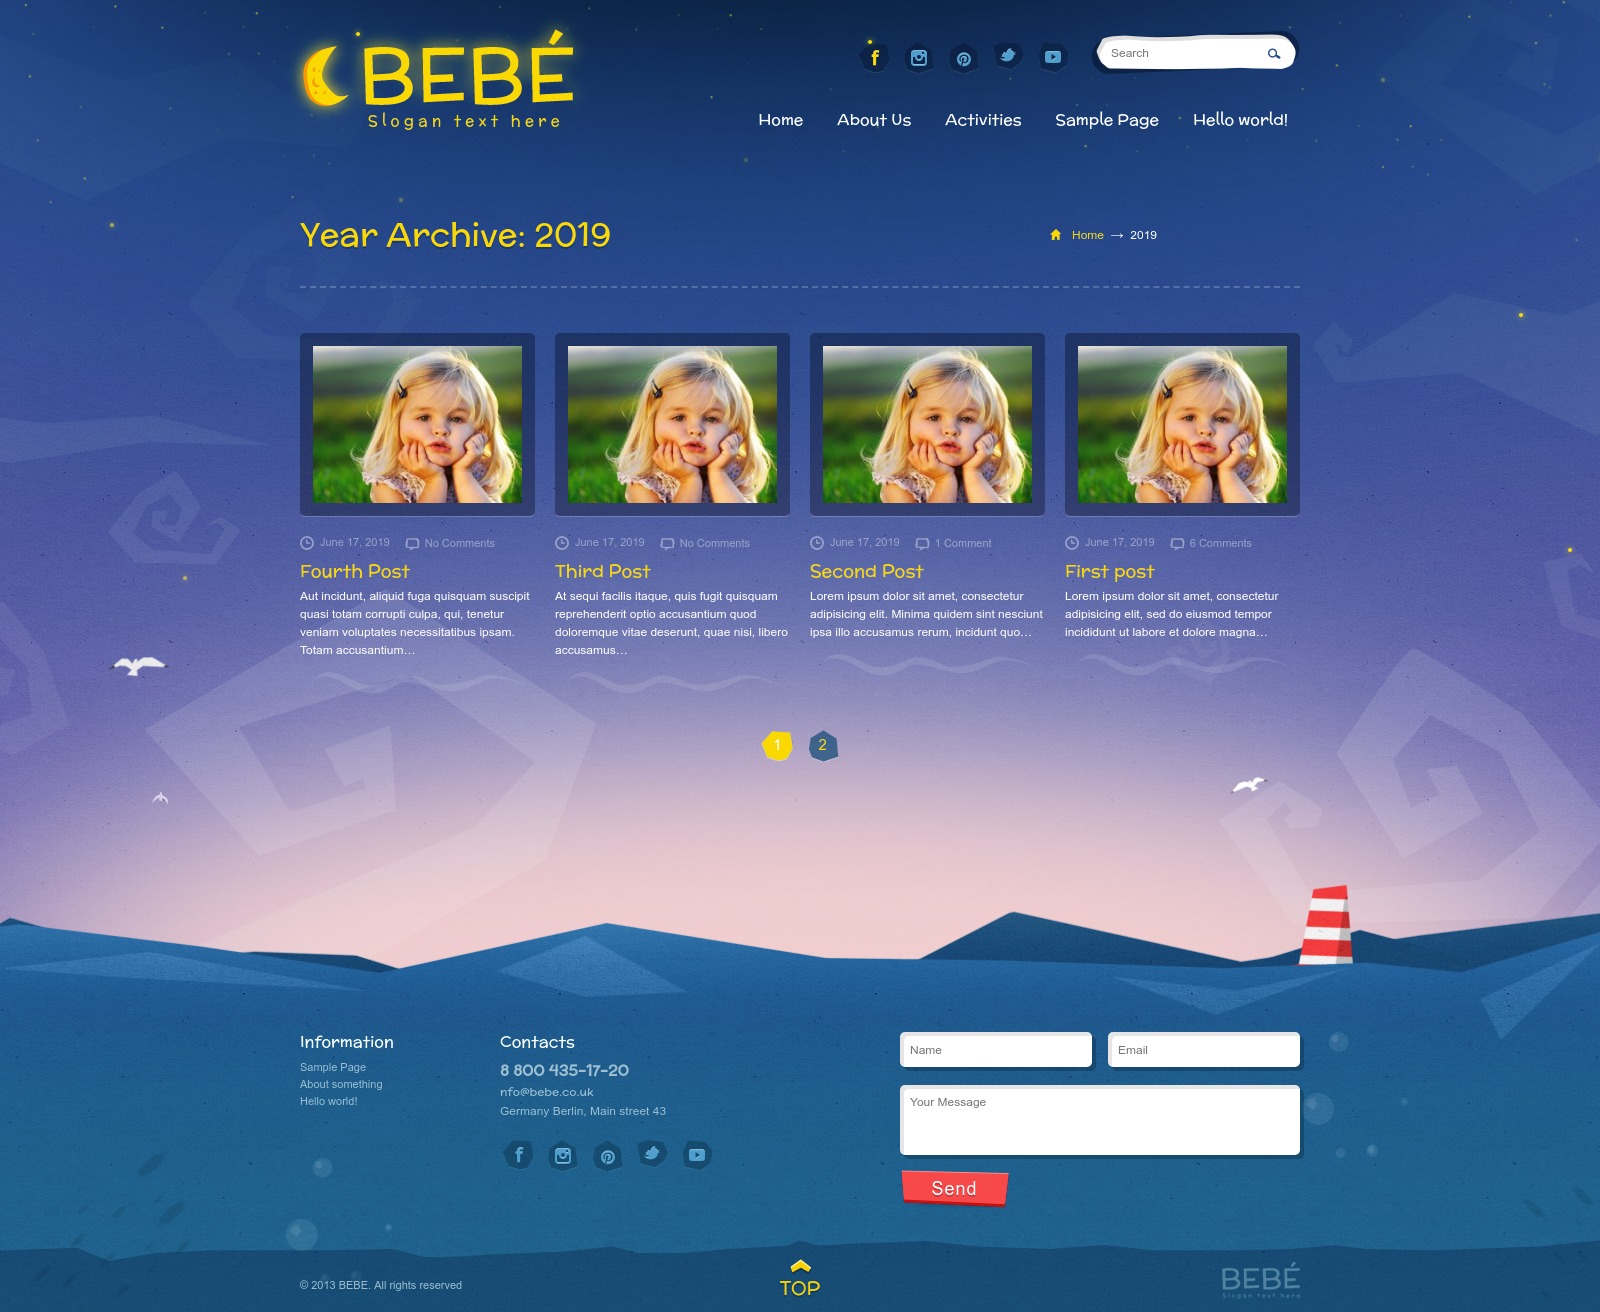 BEBÉ
Slogan text here
Search
Home About Us Activities Sample Page Hello world!
Year Archive: 2019
Home → 2019
June 17, 2019 No Comments
Fourth Post
Aut incidunt, aliquid fuga quisquam suscipit
quasi totam corrupti culpa, qui, tenetur
veniam voluptates necessitatibus ipsam.
Totam accusantium…
June 17, 2019 No Comments
Third Post
At sequi facilis itaque, quis fugit quisquam
reprehenderit optio accusantium quod
doloremque vitae deserunt, quae nisi, libero
accusamus…
June 17, 2019 1 Comment
Second Post
Lorem ipsum dolor sit amet, consectetur
adipisicing elit. Minima quidem sint nesciunt
ipsa illo accusamus rerum, incidunt quo…
June 17, 2019 6 Comments
First post
Lorem ipsum dolor sit amet, consectetur
adipisicing elit, sed do eiusmod tempor
incididunt ut labore et dolore magna…
1 2
Information
Sample Page
About something
Hello world!
Contacts
8 800 435-17-20
nfo@bebe.co.uk
Germany Berlin, Main street 43
Name Email
Your Message
Send
© 2013 BEBE. All rights reserved
TOP
BEBÉ
Slogan text here